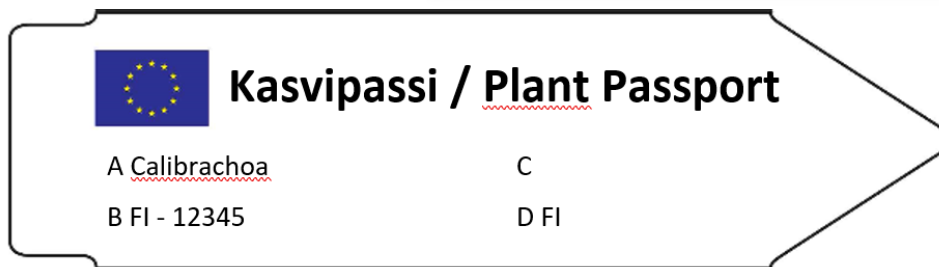 Kasvipassi / Plant Passport
A Calibrachoa C
B FI - 12345 D FI